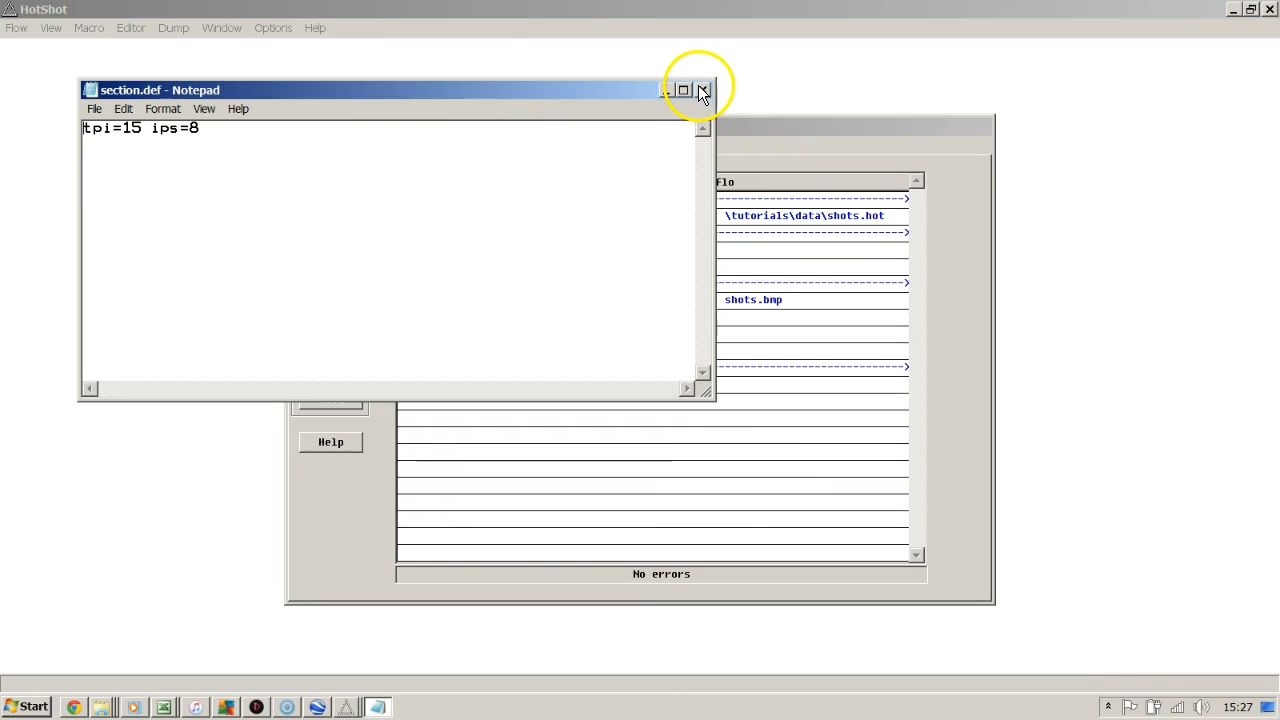 HotShot
Flow View Macro Editor Dump Window Options Help
section.def - Notepad
File Edit Format View Help
tpi=15 ips=8
flo
-------------------------------->
\tutorials\data\shots.hot
-------------------------------->
-------------------------------->
shots.bmp
-------------------------------->
Help
No errors
Start
15:27